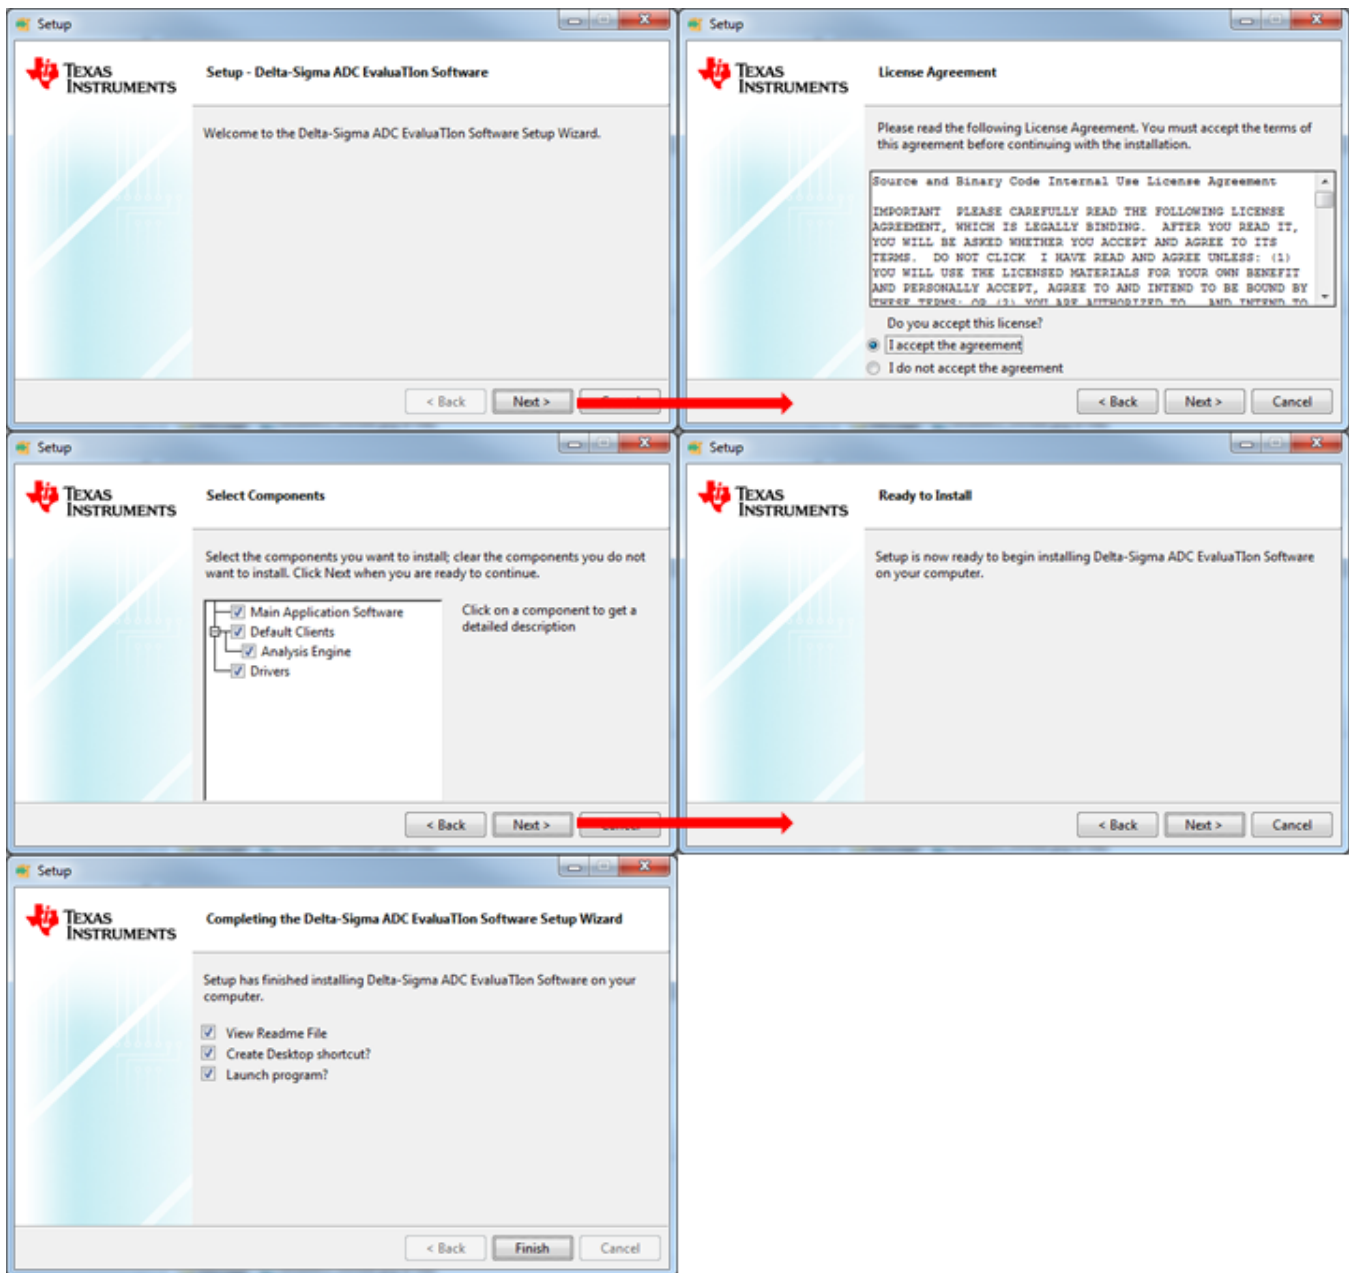 Setup
TEXAS
INSTRUMENTS
Setup - Delta-Sigma ADC EvaluaTIon Software
Welcome to the Delta-Sigma ADC EvaluaTIon Software Setup Wizard.
< Back
Next >
Setup
TEXAS
INSTRUMENTS
License Agreement
Please read the following License Agreement. You must accept the terms of
this agreement before continuing with the installation.
Source and Binary Code Internal Use License Agreement
IMPORTANT  PLEASE CAREFULLY READ THE FOLLOWING LICENSE
AGREEMENT, WHICH IS LEGALLY BINDING.  AFTER YOU READ IT,
YOU WILL BE ASKED WHETHER YOU ACCEPT AND AGREE TO ITS
TERMS.  DO NOT CLICK  I HAVE READ AND AGREE UNLESS: (1)
YOU WILL USE THE LICENSED MATERIALS FOR YOUR OWN BENEFIT
AND PERSONALLY ACCEPT, AGREE TO AND INTEND TO BE BOUND BY
THESE TERMS; OR (2) YOU ARE AUTHORIZED TO,  AND INTEND TO
Do you accept this license?
I accept the agreement
I do not accept the agreement
< Back
Next >
Cancel
Setup
TEXAS
INSTRUMENTS
Select Components
Select the components you want to install; clear the components you do not
want to install. Click Next when you are ready to continue.
Main Application Software
Default Clients
Analysis Engine
Drivers
Click on a component to get a
detailed description
< Back
Next >
Setup
TEXAS
INSTRUMENTS
Ready to Install
Setup is now ready to begin installing Delta-Sigma ADC EvaluaTIon Software
on your computer.
< Back
Next >
Cancel
Setup
TEXAS
INSTRUMENTS
Completing the Delta-Sigma ADC EvaluaTIon Software Setup Wizard
Setup has finished installing Delta-Sigma ADC EvaluaTIon Software on your
computer.
View Readme File
Create Desktop shortcut?
Launch program?
< Back
Finish
Cancel